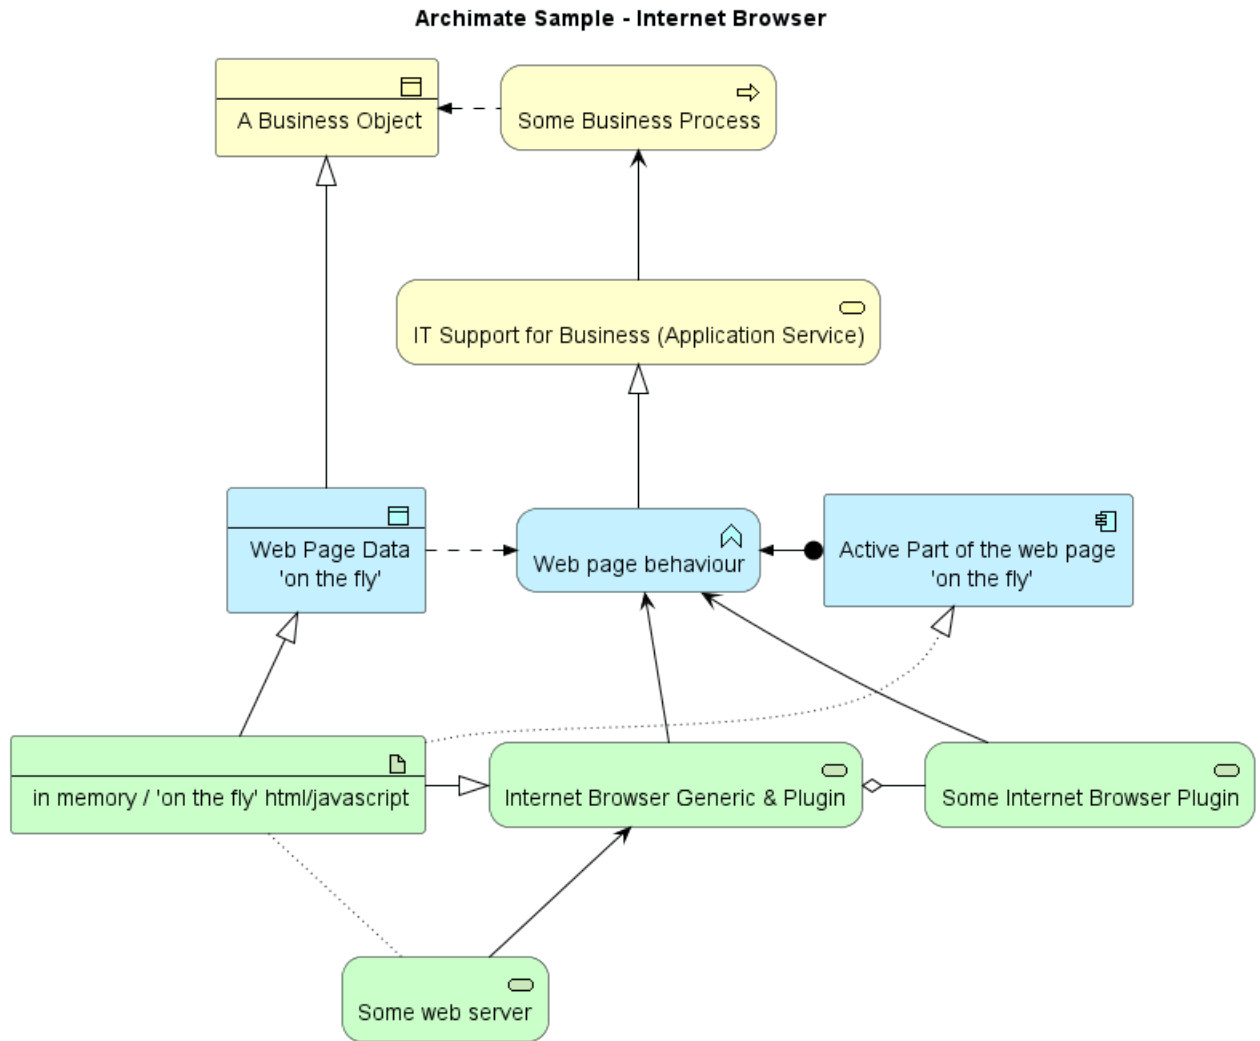 Archimate Sample - Internet Browser
A Business Object
Some Business Process
IT Support for Business (Application Service)
Web Page Data
'on the fly'
Web page behaviour
Active Part of the web page
'on the fly'
in memory / 'on the fly' html/javascript
Internet Browser Generic & Plugin
Some Internet Browser Plugin
Some web server